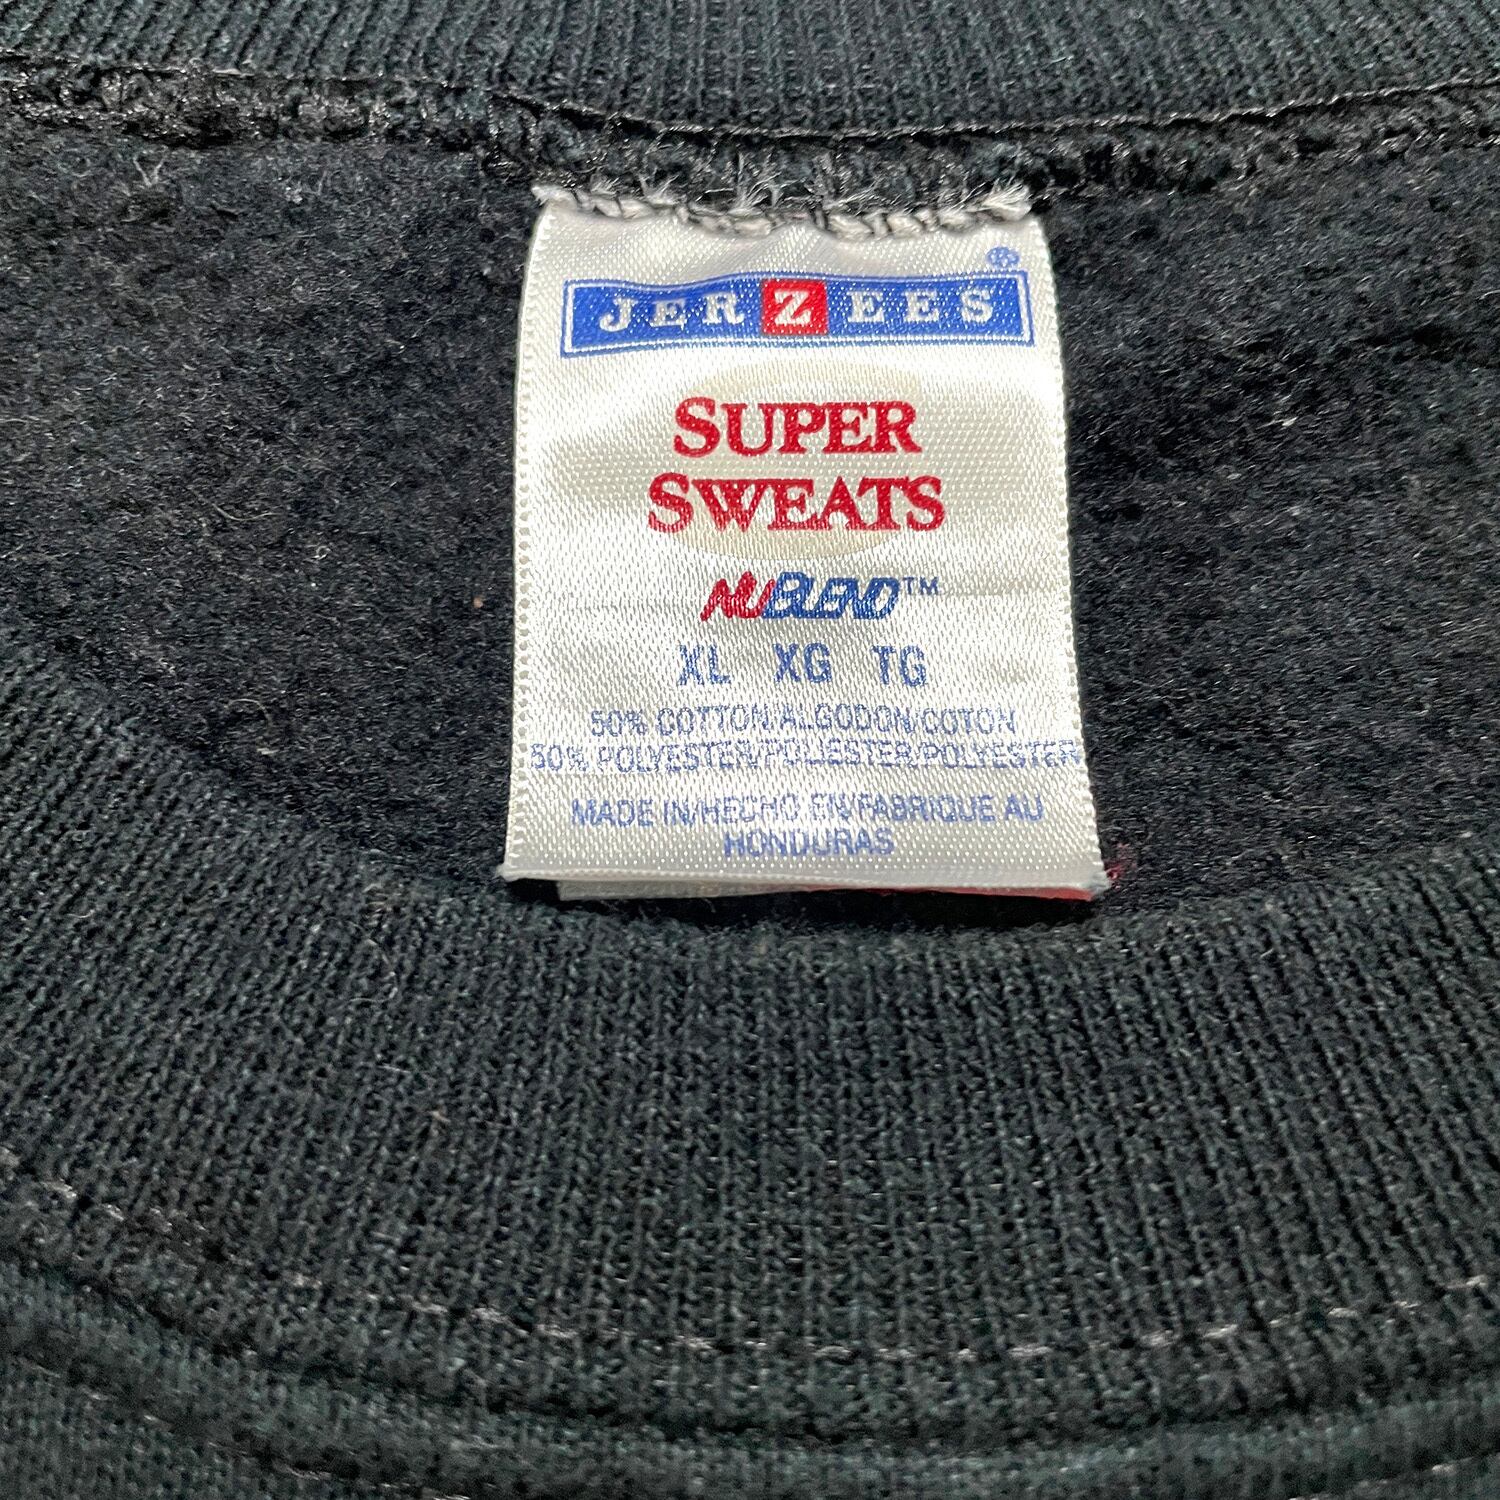 JERZEES®
SUPER
SWEATS
NUBLEND™
XL XG TG
50% COTTON/ALGODON/COTON
50% POLYESTER/POLIESTER/POLYESTER
MADE IN/HECHO EN/FABRIQUE AU
HONDURAS